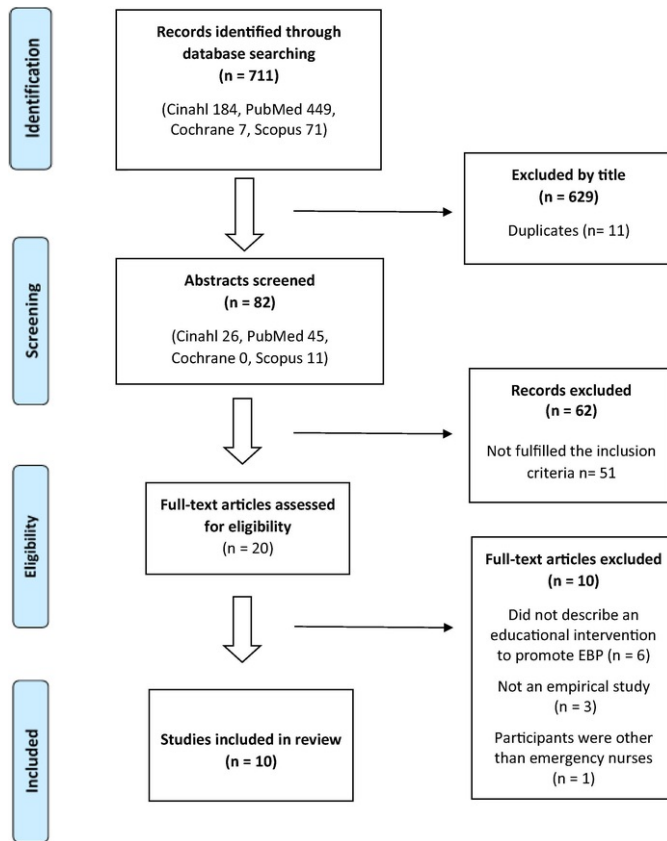 Identification
Records identified through
database searching
(n = 711)
(Cinahl 184, PubMed 449,
Cochrane 7, Scopus 71)
Excluded by title
(n = 629)
Duplicates (n= 11)
Screening
Abstracts screened
(n = 82)
(Cinahl 26, PubMed 45,
Cochrane 0, Scopus 11)
Records excluded
(n = 62)
Not fulfilled the inclusion
criteria n= 51
Eligibility
Full-text articles assessed
for eligibility
(n = 20)
Full-text articles excluded
(n = 10)
Did not describe an
educational intervention
to promote EBP (n = 6)
Not an empirical study
(n = 3)
Participants were other
than emergency nurses
(n = 1)
Included
Studies included in review
(n = 10)